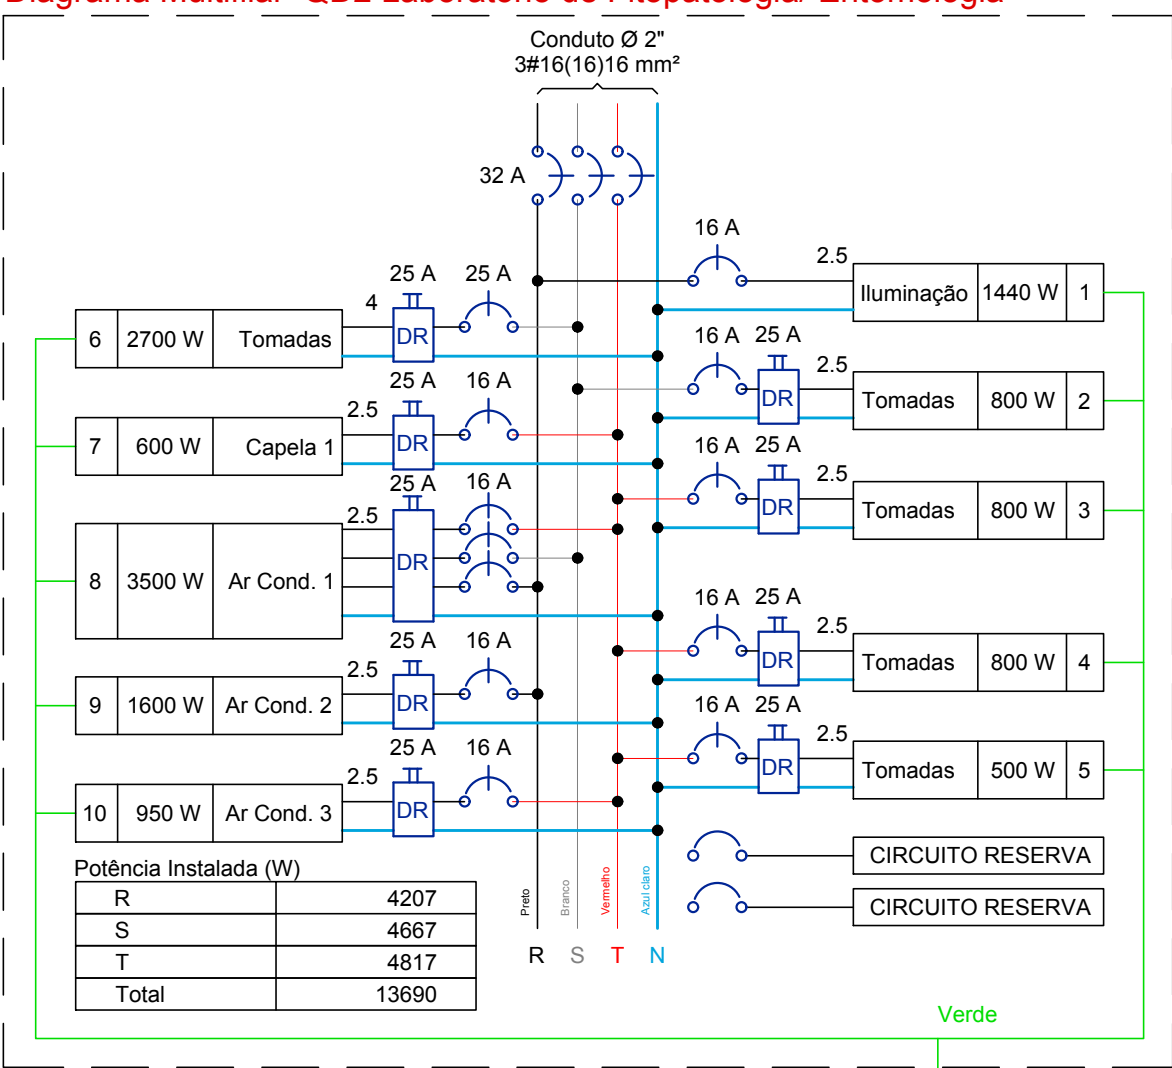 Diagrama Multifilar QDL Laboratório de Fitopatologia/ Entomologia
Conduto Ø 2"
3#16(16)16 mm²
32 A
16 A
2.5
Iluminação 1440 W 1
25 A 25 A
4
DR
6 2700 W Tomadas
16 A 25 A
2.5
DR
Tomadas 800 W 2
25 A 16 A
2.5
DR
7 600 W Capela 1
16 A 25 A
2.5
DR
Tomadas 800 W 3
25 A 16 A
2.5
DR
8 3500 W Ar Cond. 1
16 A 25 A
2.5
DR
Tomadas 800 W 4
25 A 16 A
2.5
DR
9 1600 W Ar Cond. 2
16 A 25 A
2.5
DR
Tomadas 500 W 5
25 A 16 A
2.5
DR
10 950 W Ar Cond. 3
CIRCUITO RESERVA
CIRCUITO RESERVA
Potência Instalada (W)
R 4207
S 4667
T 4817
Total 13690
Preto
Branco
Vermelho
Azul claro
R S T N
Verde